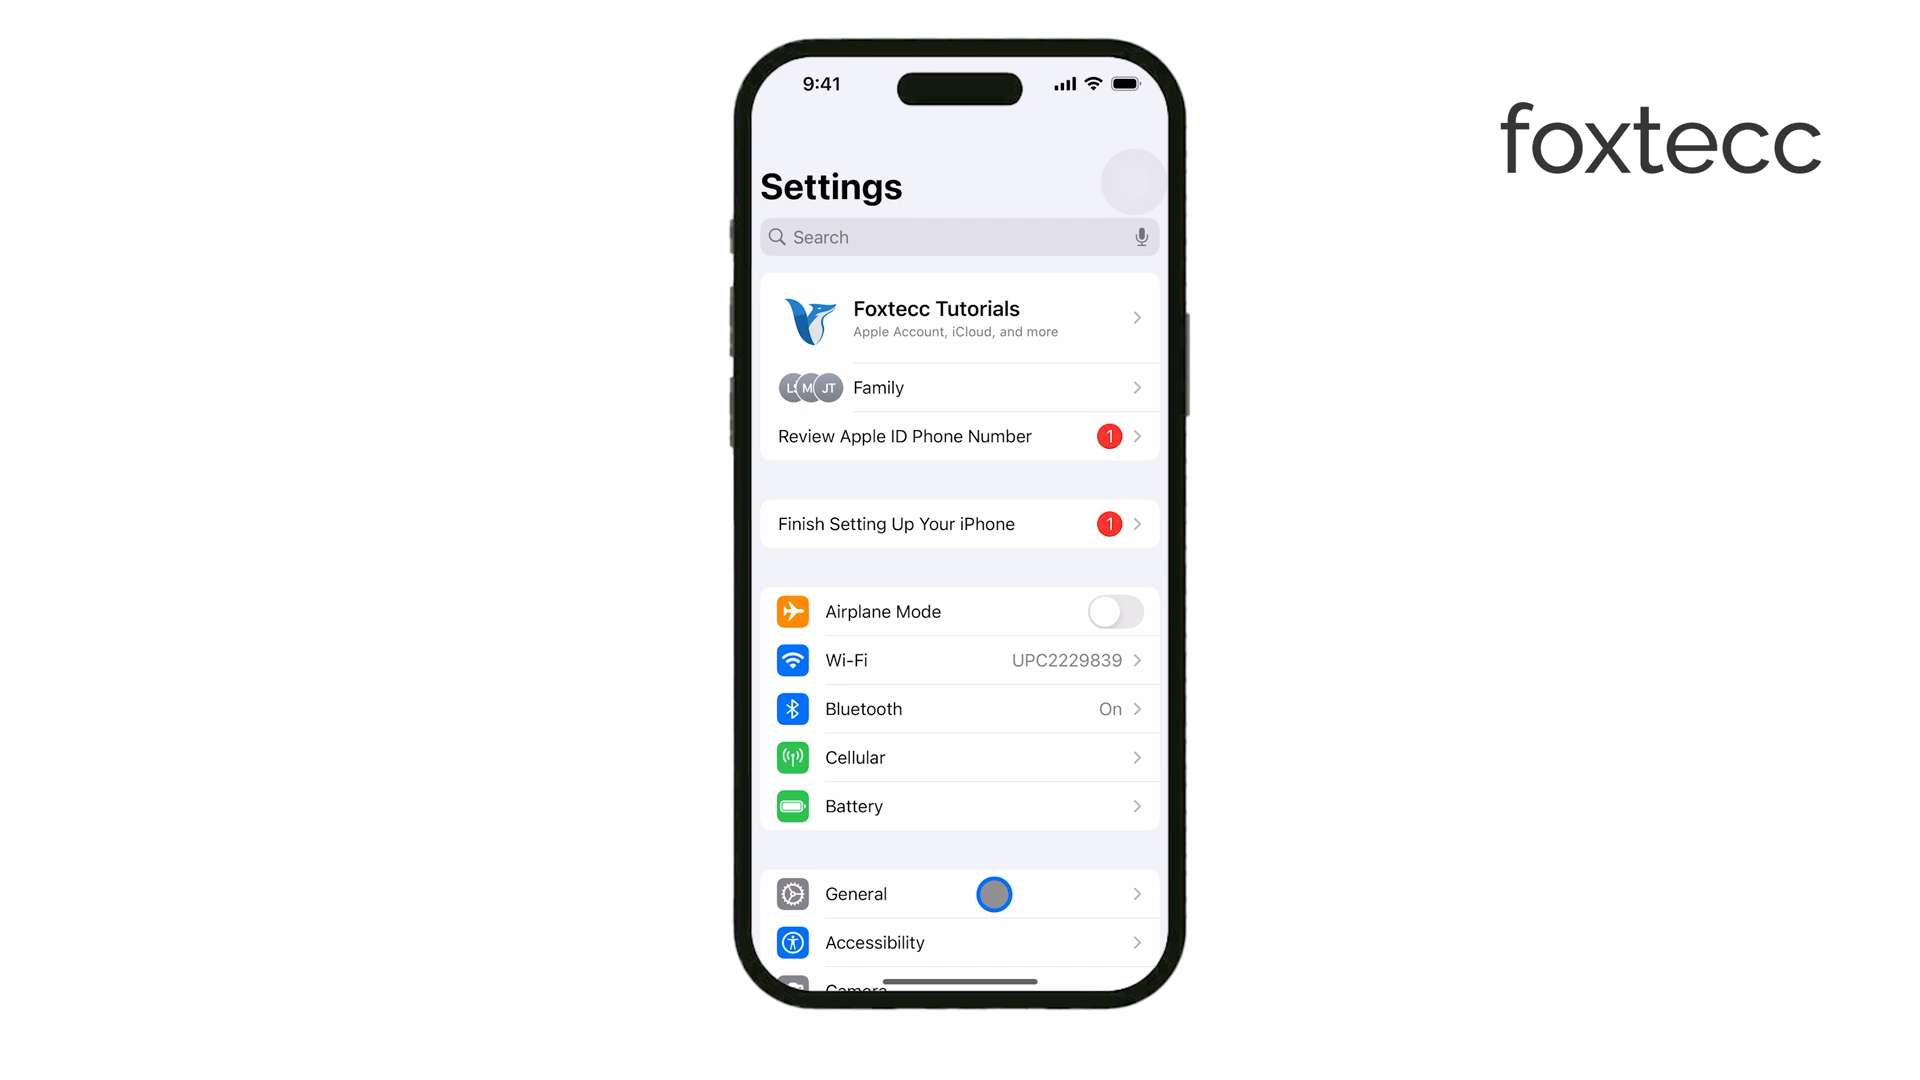 9:41
foxtecc
Settings
Search
Foxtecc Tutorials
Apple Account, iCloud, and more
M JT Family
Review Apple ID Phone Number 1
Finish Setting Up Your iPhone 1
Airplane Mode
Wi-Fi UPC2229839
Bluetooth On
Cellular
Battery
General
Accessibility
Camera